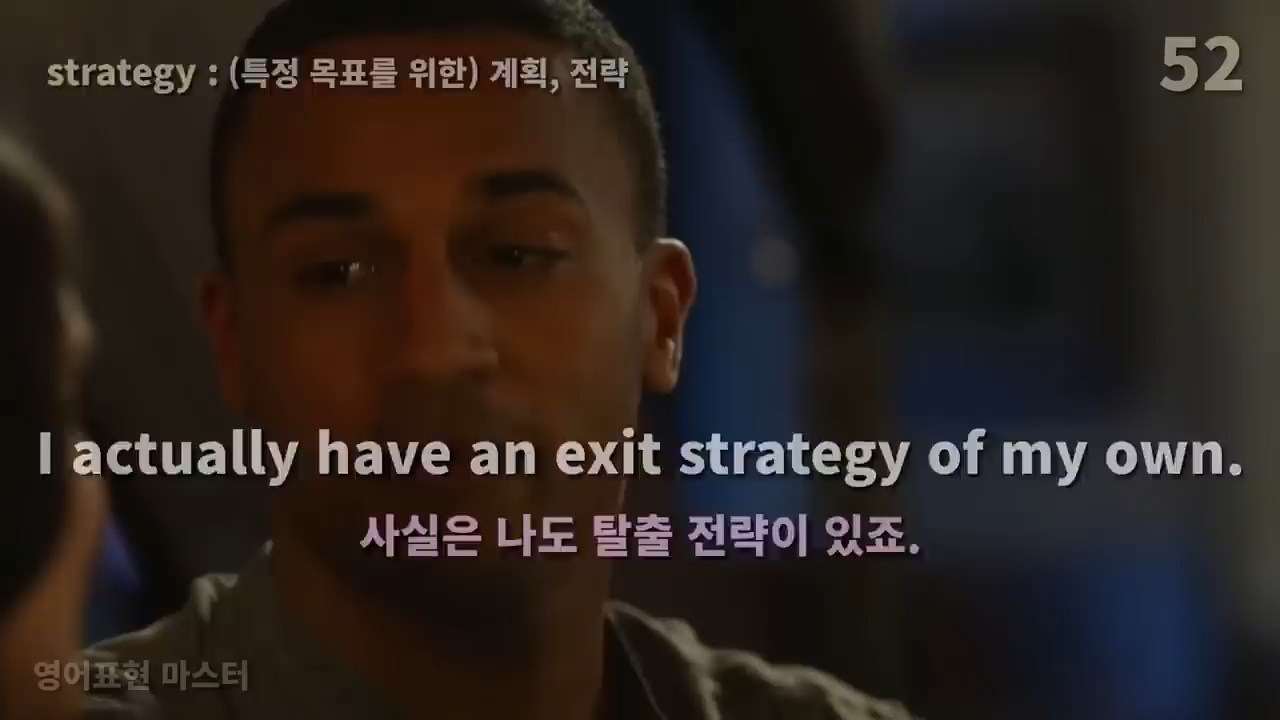 strategy : (특정 목표를 위한) 계획, 전략
52
I actually have an exit strategy of my own.
사실은 나도 탈출 전략이 있죠.
영어표현 마스터